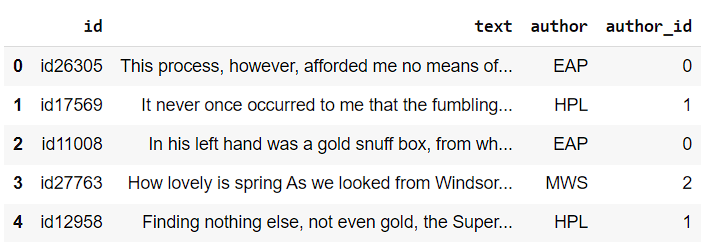 id text author author_id
0 id26305 This process, however, afforded me no means of... EAP 0
1 id17569 It never once occurred to me that the fumbling... HPL 1
2 id11008 In his left hand was a gold snuff box, from wh... EAP 0
3 id27763 How lovely is spring As we looked from Windsor... MWS 2
4 id12958 Finding nothing else, not even gold, the Super... HPL 1